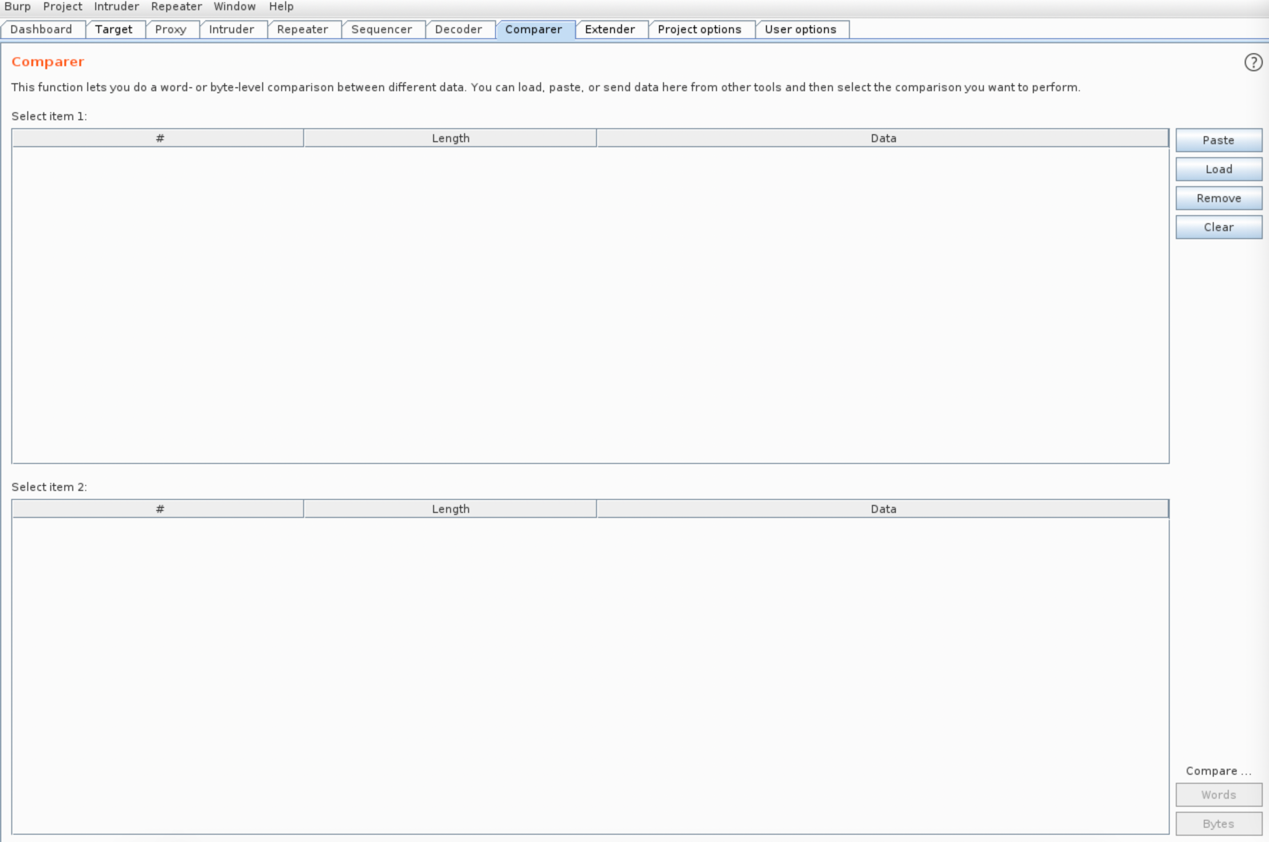 Burp Project Intruder Repeater Window Help
Dashboard Target Proxy Intruder Repeater Sequencer Decoder Comparer Extender Project options User options
Comparer
?
This function lets you do a word- or byte-level comparison between different data. You can load, paste, or send data here from other tools and then select the comparison you want to perform.
Select item 1:
# Length Data
Paste
Load
Remove
Clear
Select item 2:
# Length Data
Compare ...
Words
Bytes